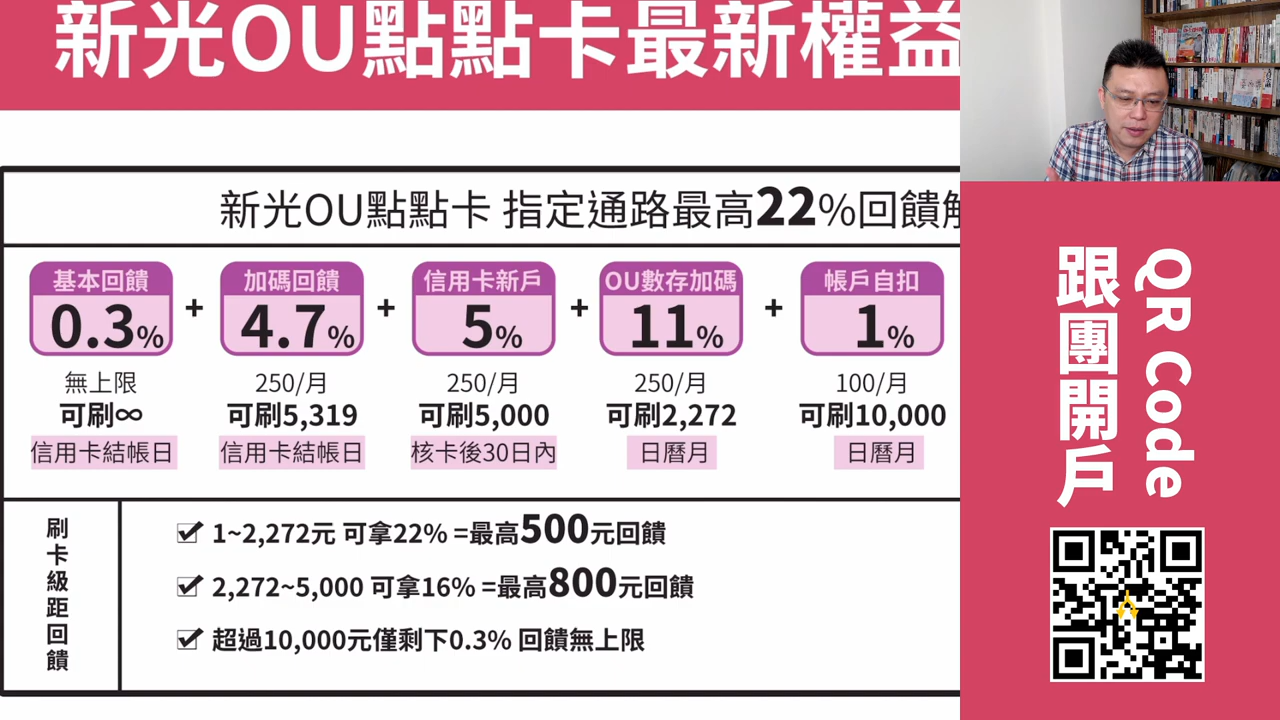 新光OU點點卡最新權益
新光OU點點卡 指定通路最高22%回饋解
基本回饋
0.3%
無上限
可刷∞
信用卡結帳日
+
加碼回饋
4.7%
250/月
可刷5,319
信用卡結帳日
+
信用卡新戶
5%
250/月
可刷5,000
核卡後30日內
+
OU數存加碼
11%
250/月
可刷2,272
日曆月
+
帳戶自扣
1%
100/月
可刷10,000
日曆月
刷卡級距回饋
1~2,272元 可拿22% =最高500元回饋
2,272~5,000 可拿16% =最高800元回饋
超過10,000元僅剩下0.3% 回饋無上限
QR Code
跟團開戶